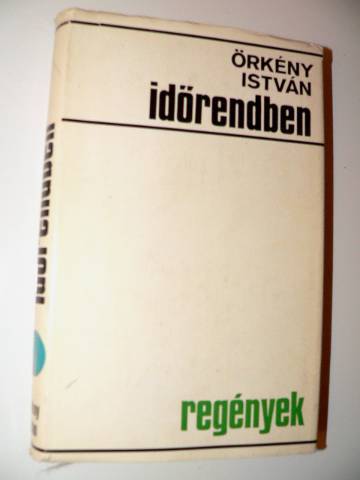 ÖRKÉNY
ISTVÁN
időrendben
regények